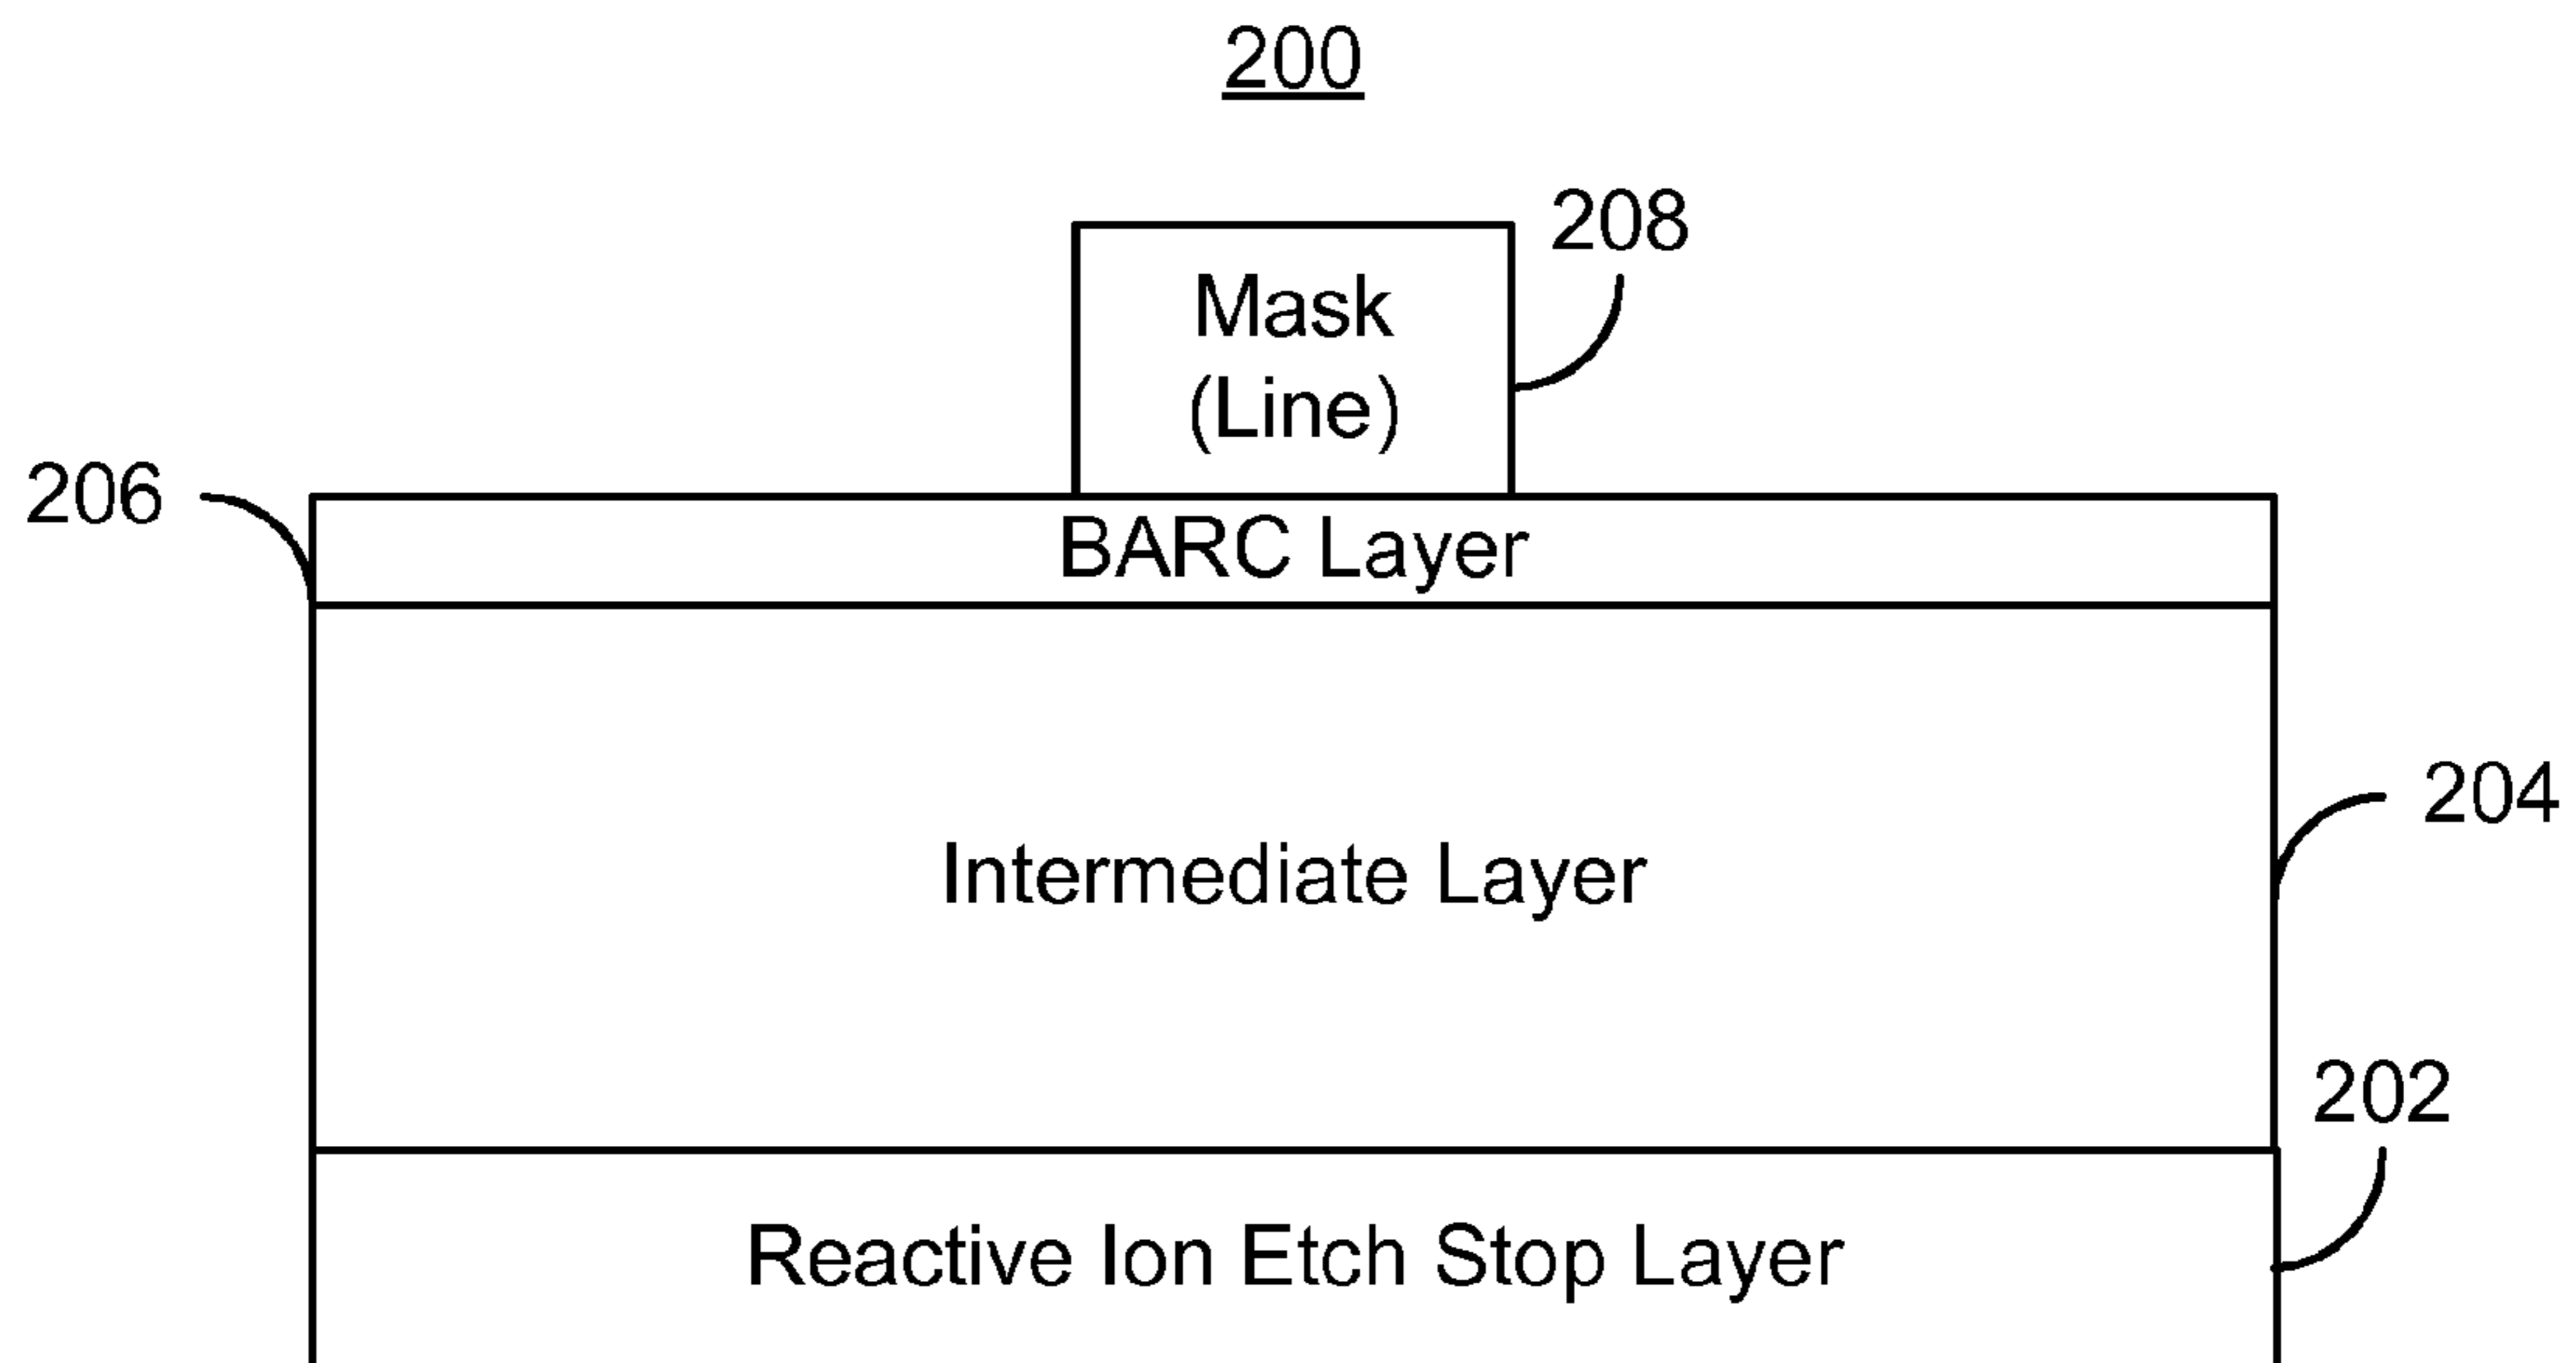 200
208
Mask
(Line)
206
BARC Layer
204
Intermediate Layer
202
Reactive Ion Etch Stop Layer